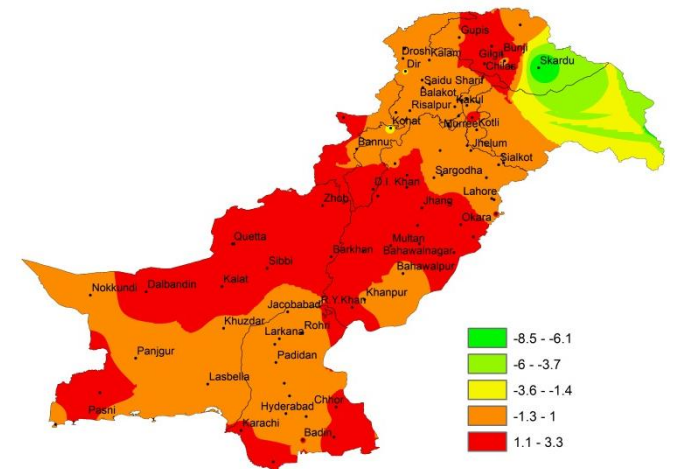 Gupis
Bunji
Drosh Kalam
Gilgit
Skardu
Dir
Chilas
Saidu Sharif
Balakot
Kakul
Risalpur
Kohat
Murree Kotli
Bannu
Jhelum
Sialkot
D.I. Khan
Sargodha
Lahore
Zhob
Jhang
Okara
Quetta
Multan
Barkhan
Bahawalnagar
Sibbi
Bahawalpur
Kalat
Dalbandin
Nokkundi
Khanpur
R.Y.Khan
Jacobabad
Khuzdar
Rohri
Larkana
Panjgur
Padidan
Lasbella
Hyderabad
Chhor
Pasni
Karachi
Badin
-8.5 - -6.1
-6 - -3.7
-3.6 - -1.4
-1.3 - 1
1.1 - 3.3